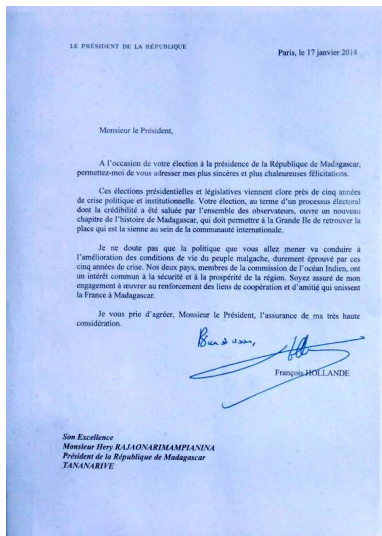 LE PRÉSIDENT DE LA RÉPUBLIQUE
Paris, le 17 janvier 2014
Monsieur le Président,
A l'occasion de votre élection à la présidence de la République de Madagascar,
permettez-moi de vous adresser mes plus sincères et plus chaleureuses félicitations.
Ces élections présidentielles et législatives viennent clore près de cinq années
de crise politique et institutionnelle. Votre élection, au terme d'un processus électoral
dont la crédibilité a été saluée par l'ensemble des observateurs, ouvre un nouveau
chapitre de l'histoire de Madagascar, qui doit permettre à la Grande Ile de retrouver la
place qui est la sienne au sein de la communauté internationale.
Je ne doute pas que la politique que vous allez mener va conduire à
l'amélioration des conditions de vie du peuple malgache, durement éprouvé par ces
cinq années de crise. Nos deux pays, membres de la commission de l'océan Indien, ont
un intérêt commun à la sécurité et à la prospérité de la région. Soyez assuré de mon
engagement à œuvrer au renforcement des liens de coopération et d'amitié qui unissent
la France à Madagascar.
Je vous prie d'agréer, Monsieur le Président, l'assurance de ma très haute
considération.
Bien à vous,
François HOLLANDE
Son Excellence
Monsieur Hery RAJAONARIMAMPIANINA
Président de la République de Madagascar
TANANARIVE